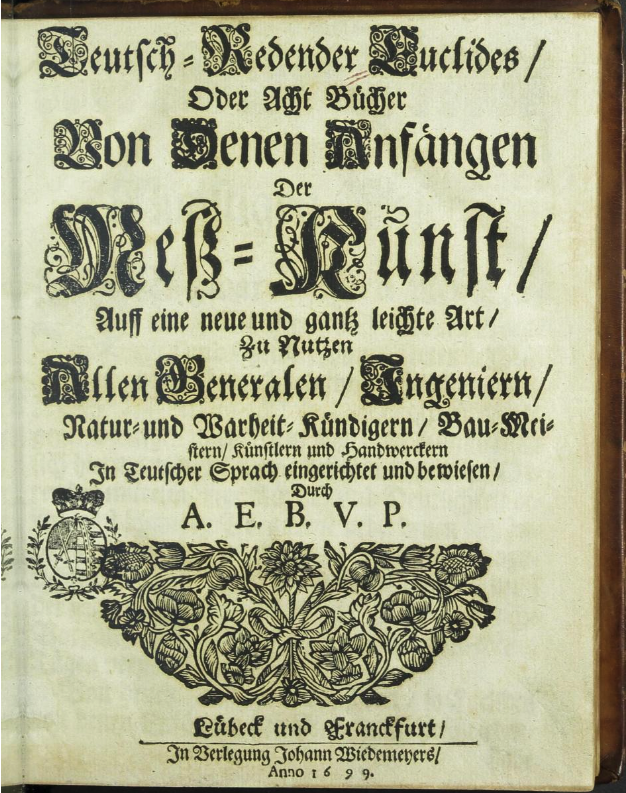 Teutsch-Redender Euclides /
Oder Acht Bücher
Von Denen Anfängen
Der
Meß-Kunst /
Auff eine neue und gantz leichte Art /
Zu Nutzen
Allen Generalen / Ingeniern /
Natur- und Warheit-Kündigern / Bau-Mei-
stern / Künstlern und Handwerckern
In Teutscher Sprach eingerichtet und bewiesen /
Durch
A. E. B. V. P.
Lübeck und Franckfurt /
In Verlegung Johann Wiedemeyers /
Anno 1699.